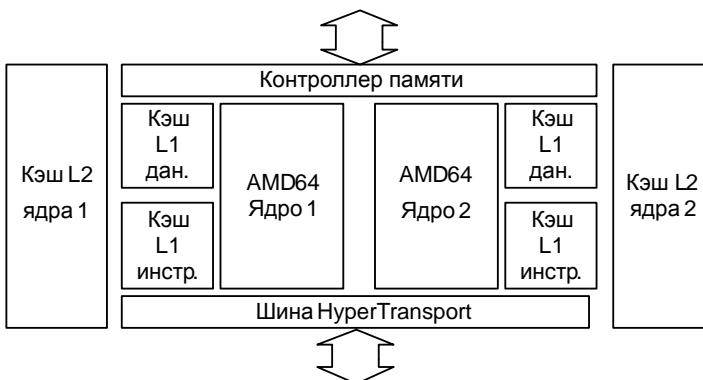 Контроллер памяти
Кэш L2
ядра 1
Кэш
L1
дан.
Кэш
L1
инстр.
AMD64
Ядро 1
AMD64
Ядро 2
Кэш
L1
дан.
Кэш
L1
инстр.
Кэш L2
ядра 2
Шина HyperTransport